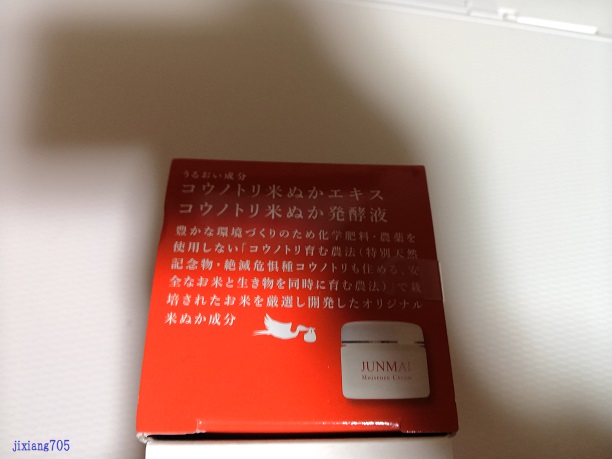 うるおい成分
コウノトリ米ぬかエキス
コウノトリ米ぬか発酵液
豊かな環境づくりのため化学肥料・農薬を
使用しない「コウノトリ育む農法(特別天然
記念物・絶滅危惧種コウノトリも住める、安
全なお米と生き物を同時に育む農法)」で栽
培されたお米を厳選し開発したオリジナル
米ぬか成分
JUNMAI
Moisture Cream
jixiang705